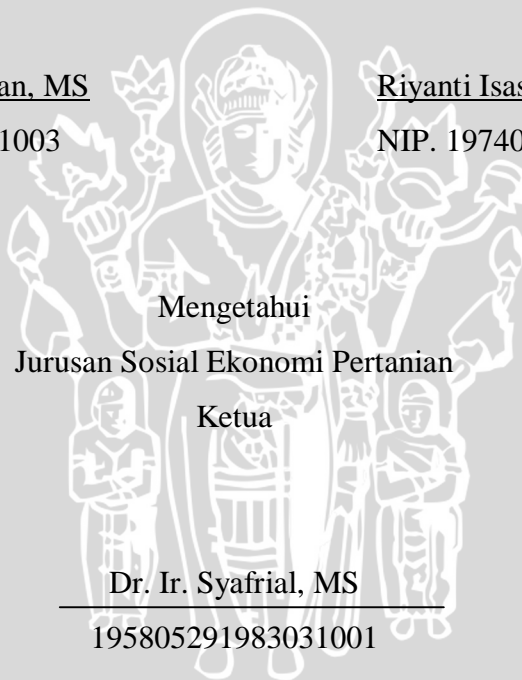 an, MS Riyanti Isas
1003 NIP. 19740
Mengetahui
Jurusan Sosial Ekonomi Pertanian
Ketua
Dr. Ir. Syafrial, MS
195805291983031001